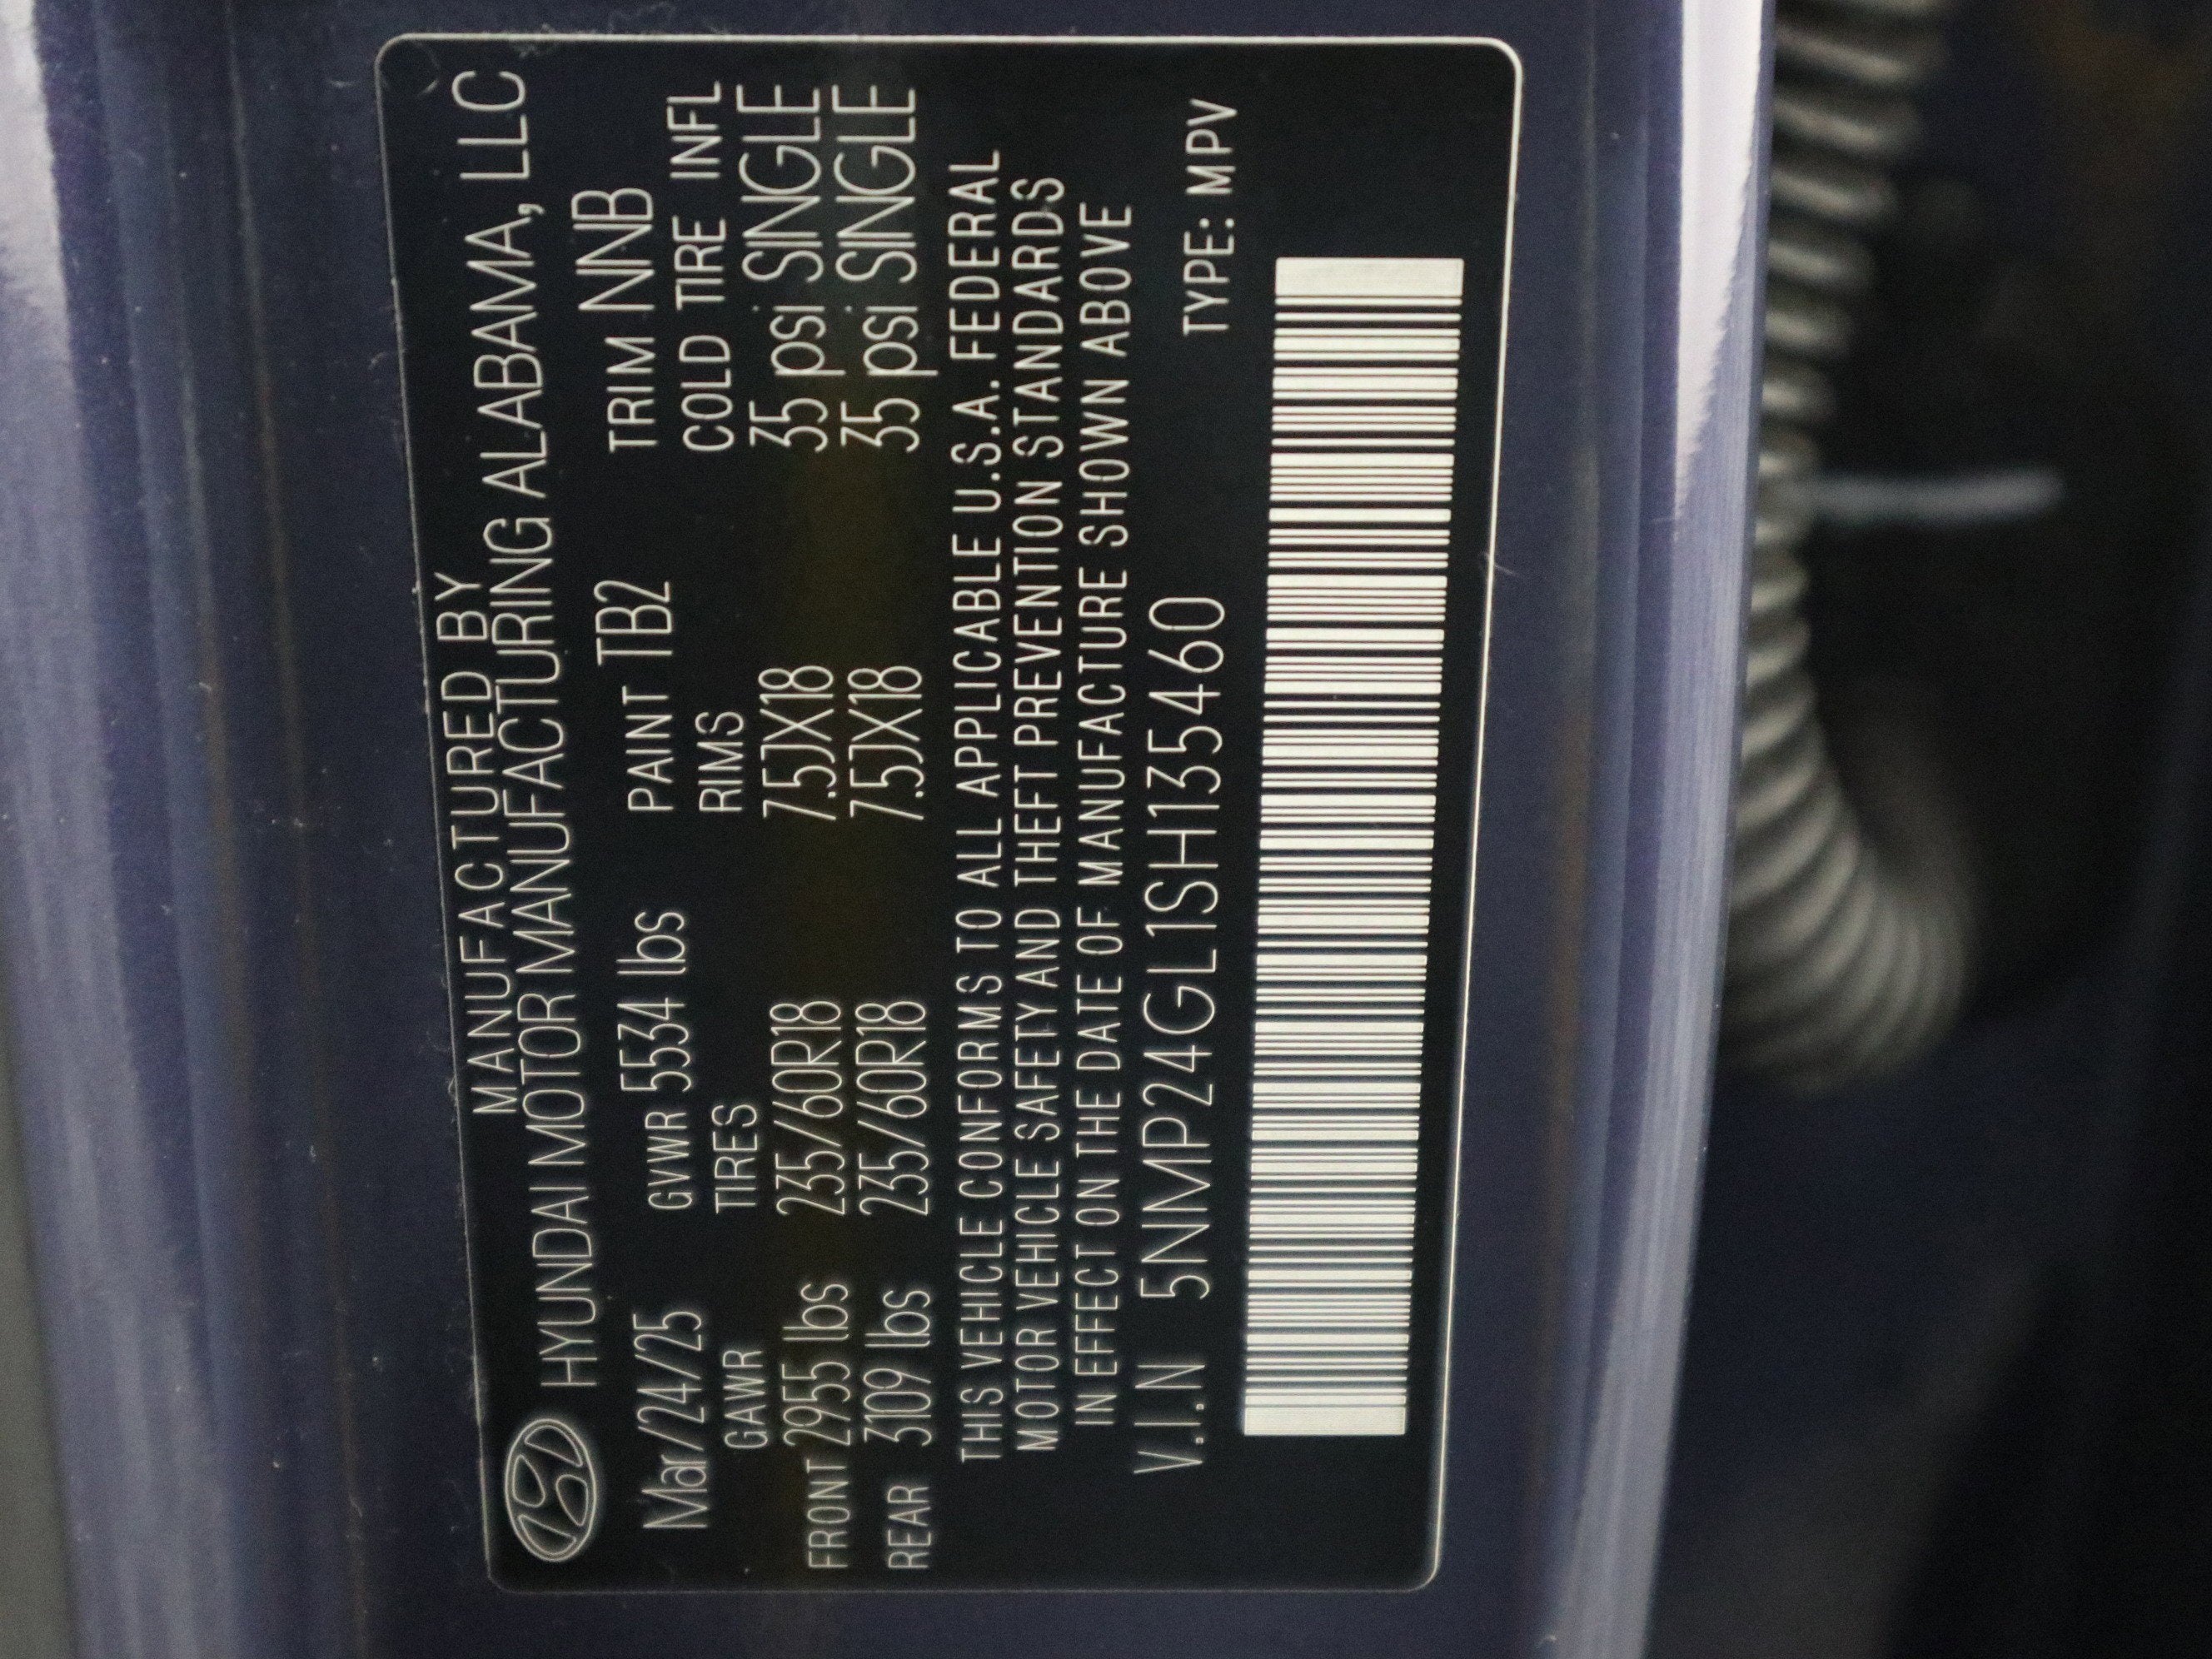 MANUFACTURED BY
HYUNDAI MOTOR MANUFACTURING ALABAMA, LLC
Mar/24/25 GVWR 5534 lbs PAINT TB2 TRIM NNB
GAWR TIRES RIMS COLD TIRE INFL
FRONT 2955 lbs 235/60R18 7.5JX18 35 psi SINGLE
REAR 3109 lbs 235/60R18 7.5JX18 35 psi SINGLE
THIS VEHICLE CONFORMS TO ALL APPLICABLE U.S.A. FEDERAL
MOTOR VEHICLE SAFETY AND THEFT PREVENTION STANDARDS
IN EFFECT ON THE DATE OF MANUFACTURE SHOWN ABOVE
V.I.N 5NMP24GL1SH135460 TYPE: MPV